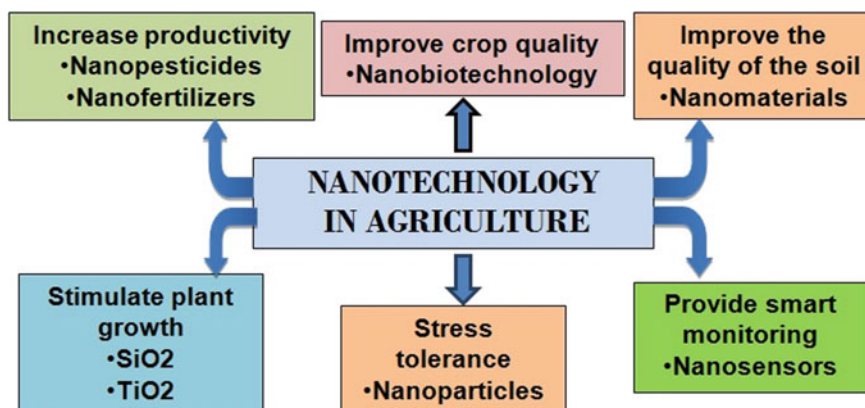 Increase productivity
•Nanopesticides
•Nanofertilizers
Improve crop quality
•Nanobiotechnology
Improve the
quality of the soil
•Nanomaterials
NANOTECHNOLOGY
IN AGRICULTURE
Stimulate plant
growth
•SiO2
•TiO2
Stress
tolerance
•Nanoparticles
Provide smart
monitoring
•Nanosensors